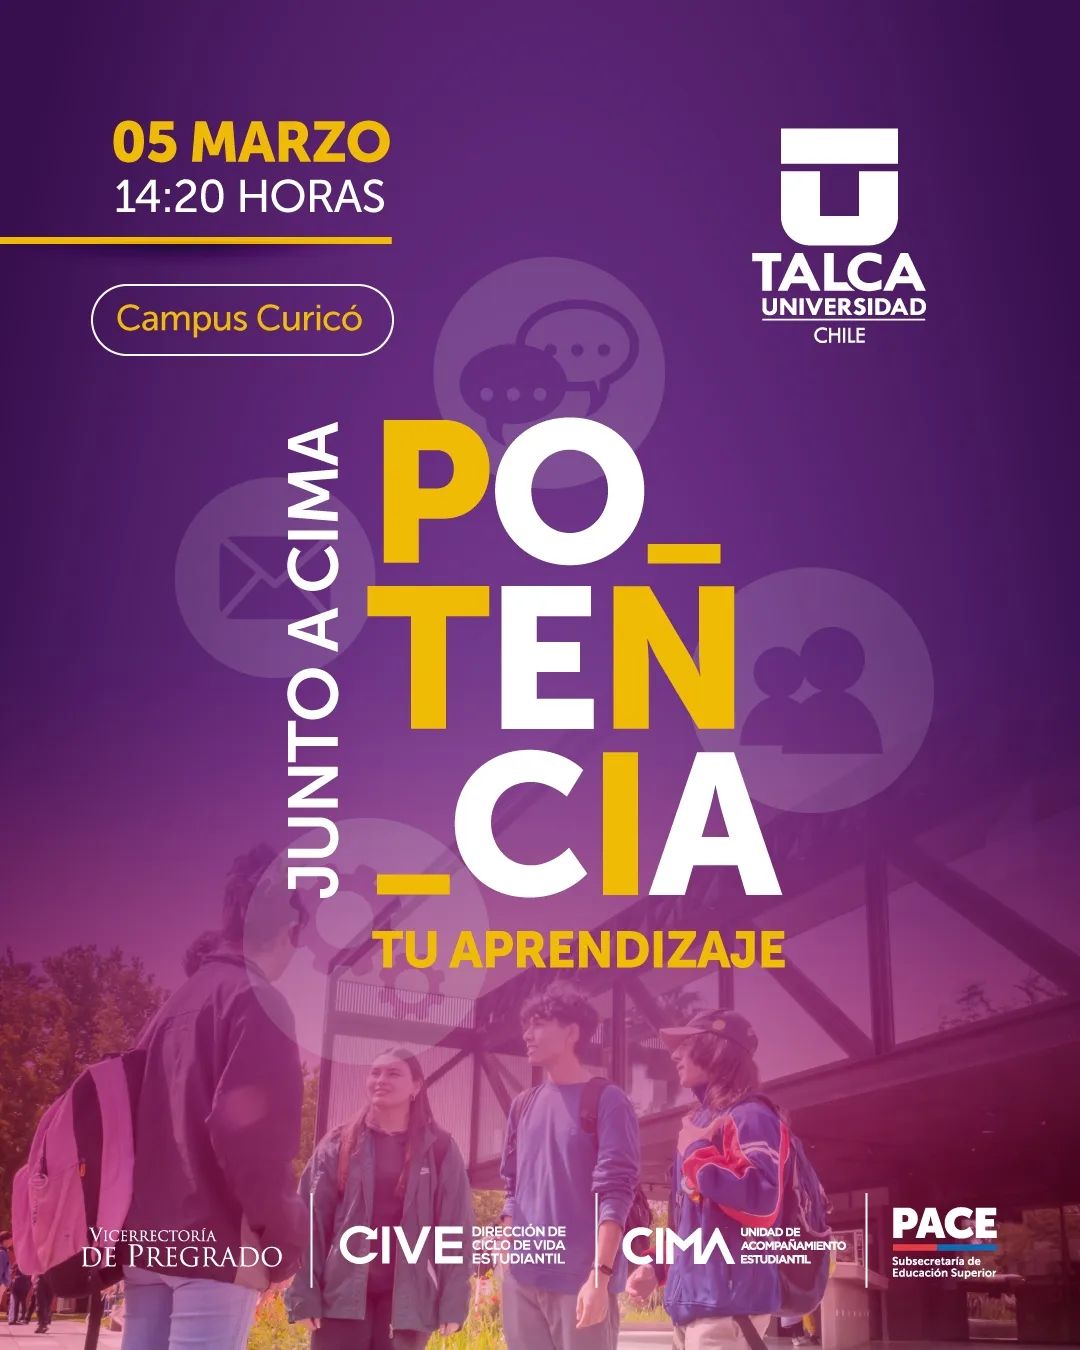 05 MARZO
14:20 HORAS
Campus Curicó
TALCA
UNIVERSIDAD
CHILE
JUNTO A CIMA
PO_
TEN
_CIA
TU APRENDIZAJE
VICERRECTORÍA
DE PREGRADO
CIVE
DIRECCIÓN DE
CICLO DE VIDA
ESTUDIANTIL
CIMA
UNIDAD DE
ACOMPAÑAMIENTO
ESTUDIANTIL
PACE
Subsecretaría de
Educación Superior